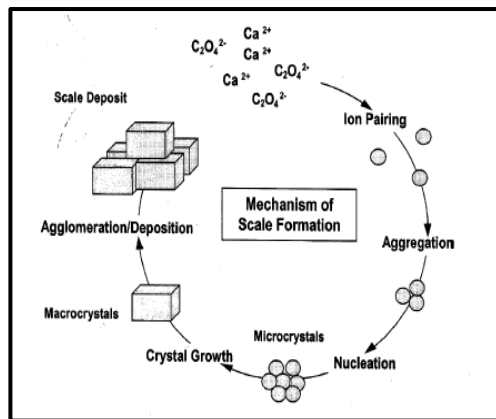 Ca 2+
C₂O₄ 2-
Ca 2+
Ca 2+
C₂O₄ 2-
C₂O₄ 2-
Scale Deposit
Ion Pairing
Mechanism of
Scale Formation
Agglomeration/Deposition
Aggregation
Macrocrystals
Microcrystals
Crystal Growth
Nucleation